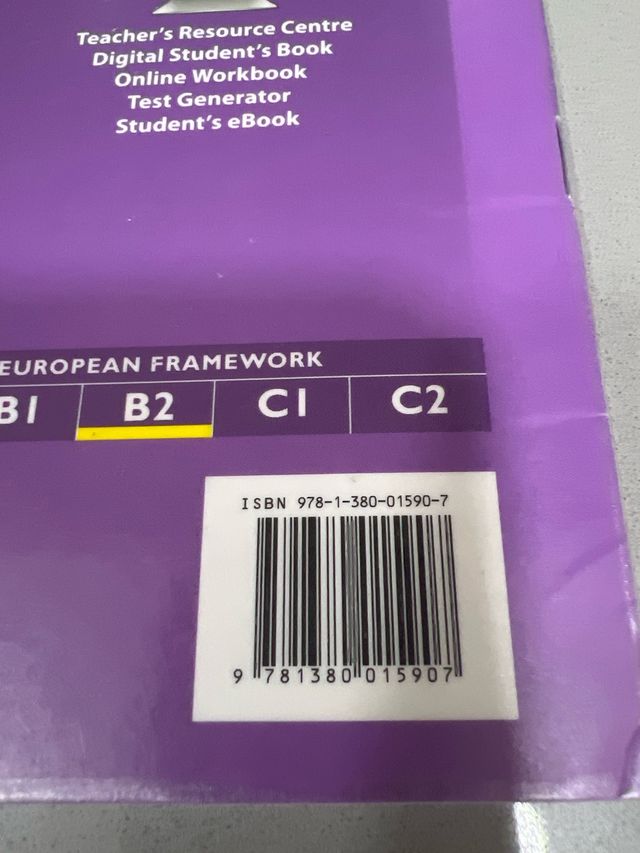 Teacher's Resource Centre
Digital Student's Book
Online Workbook
Test Generator
Student's eBook
EUROPEAN FRAMEWORK
B1 B2 C1 C2
ISBN 978-1-380-01590-7
9 781380 015907